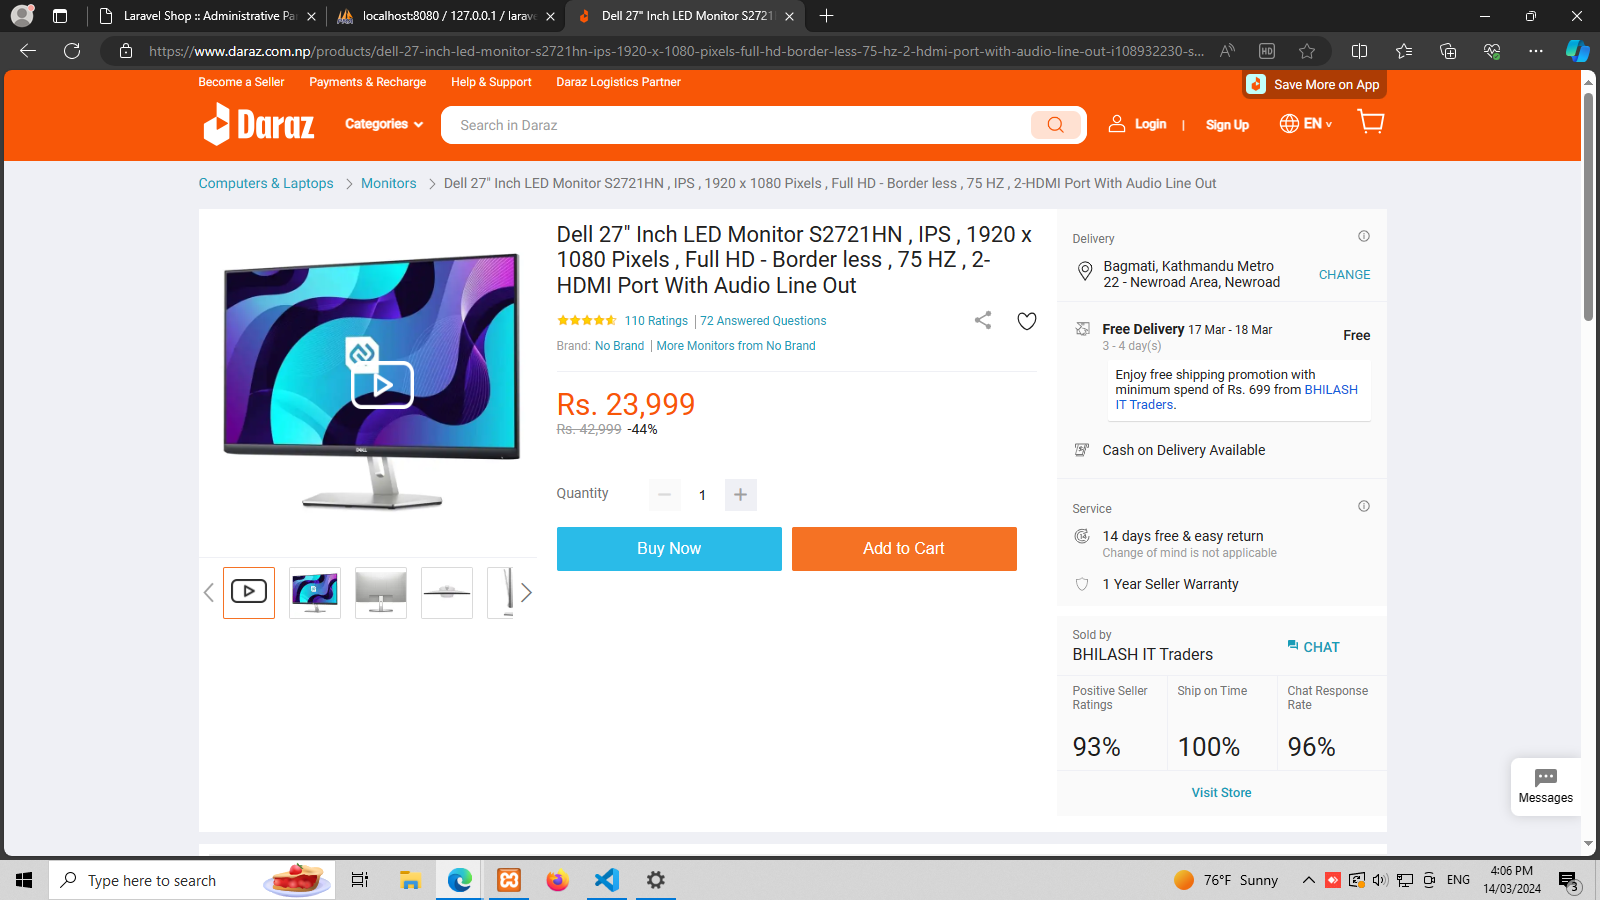 Laravel Shop :: Administrative Pa
localhost:8080 / 127.0.0.1 / larave
Dell 27" Inch LED Monitor S2721
https://www.daraz.com.np/products/dell-27-inch-led-monitor-s2721hn-ips-1920-x-1080-pixels-full-hd-border-less-75-hz-2-hdmi-port-with-audio-line-out-i108932230-s...
Become a Seller
Payments & Recharge
Help & Support
Daraz Logistics Partner
Save More on App
Daraz
Categories
Search in Daraz
Login
|
Sign Up
EN
Computers & Laptops
Monitors
Dell 27" Inch LED Monitor S2721HN , IPS , 1920 x 1080 Pixels , Full HD - Border less , 75 HZ , 2-HDMI Port With Audio Line Out
DELL
Dell 27" Inch LED Monitor S2721HN , IPS , 1920 x
1080 Pixels , Full HD - Border less , 75 HZ , 2-
HDMI Port With Audio Line Out
110 Ratings | 72 Answered Questions
Brand: No Brand | More Monitors from No Brand
Rs. 23,999
Rs. 42,999 -44%
Quantity
1
Buy Now
Add to Cart
Delivery
Bagmati, Kathmandu Metro
22 - Newroad Area, Newroad
CHANGE
Free Delivery 17 Mar - 18 Mar
3 - 4 day(s)
Free
Enjoy free shipping promotion with
minimum spend of Rs. 699 from BHILASH
IT Traders.
Cash on Delivery Available
Service
14 days free & easy return
Change of mind is not applicable
1 Year Seller Warranty
Sold by
BHILASH IT Traders
CHAT
Positive Seller
Ratings
93%
Ship on Time
100%
Chat Response
Rate
96%
Visit Store
Messages
Type here to search
76°F Sunny
ENG
4:06 PM
14/03/2024
3